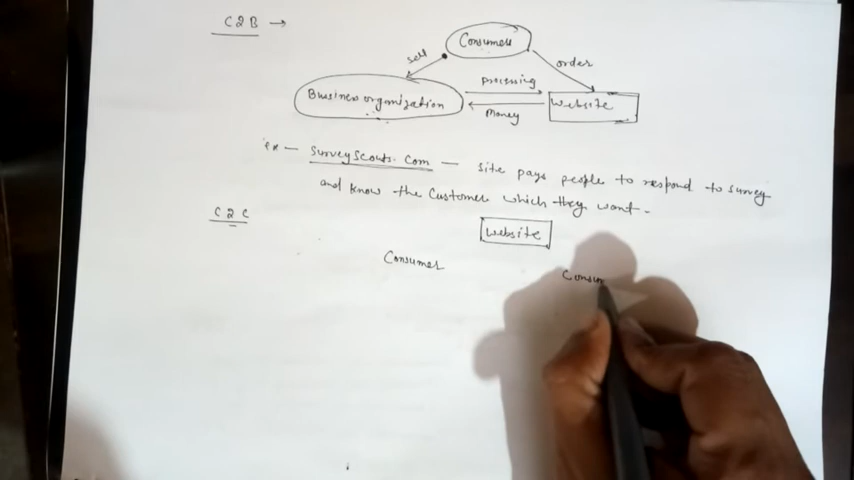 C2B →
Consumer
sell
order
processing
Business organization
Website
Money
ex — SurveyScouts.com — site pays people to respond to survey
and know the Customer which they want.
C2C
Website
Consumer
Consum